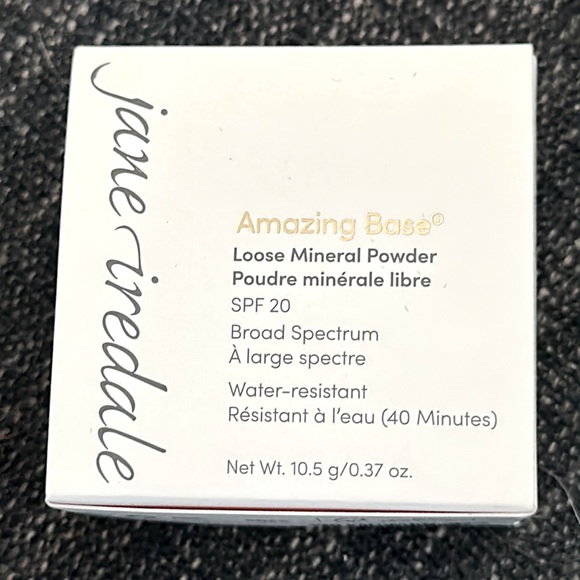 jane iredale
Amazing Base®
Loose Mineral Powder
Poudre minérale libre
SPF 20
Broad Spectrum
À large spectre
Water-resistant
Résistant à l'eau (40 Minutes)
Net Wt. 10.5 g/0.37 oz.